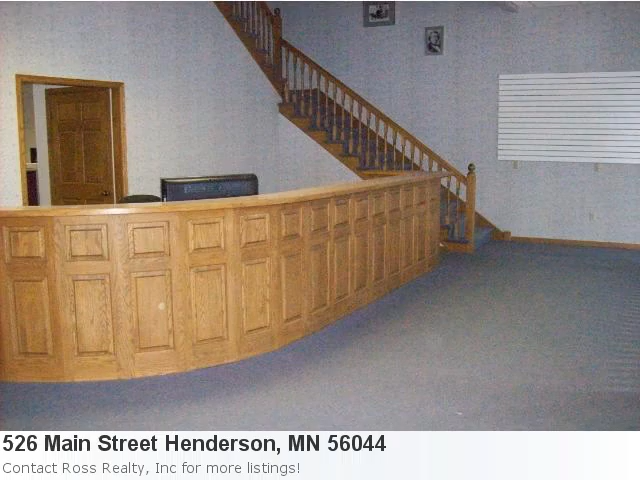 526 Main Street Henderson, MN 56044
Contact Ross Realty, Inc for more listings!